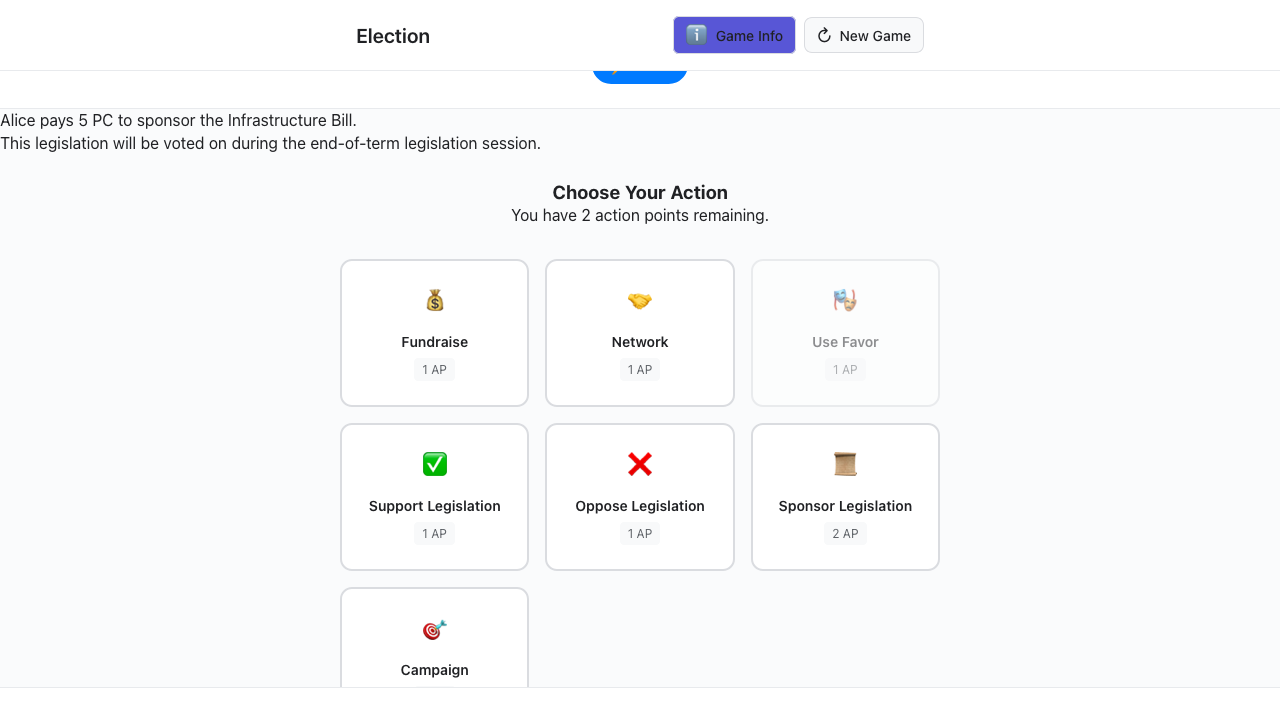 Election
Game Info
New Game
Alice pays 5 PC to sponsor the Infrastructure Bill.
This legislation will be voted on during the end-of-term legislation session.
Choose Your Action
You have 2 action points remaining.
Fundraise
1 AP
Network
1 AP
Use Favor
1 AP
Support Legislation
1 AP
Oppose Legislation
1 AP
Sponsor Legislation
2 AP
Campaign